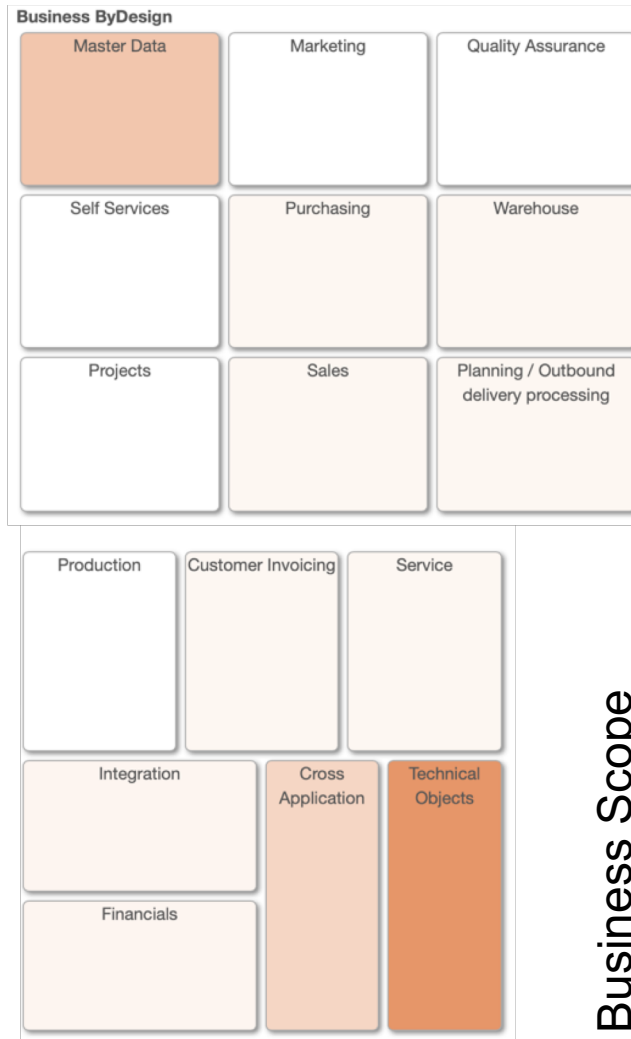 Business ByDesign
Master Data
Marketing
Quality Assurance
Self Services
Purchasing
Warehouse
Projects
Sales
Planning / Outbound
delivery processing
Production
Customer Invoicing
Service
Integration
Cross
Application
Technical
Objects
Financials
Business Scope